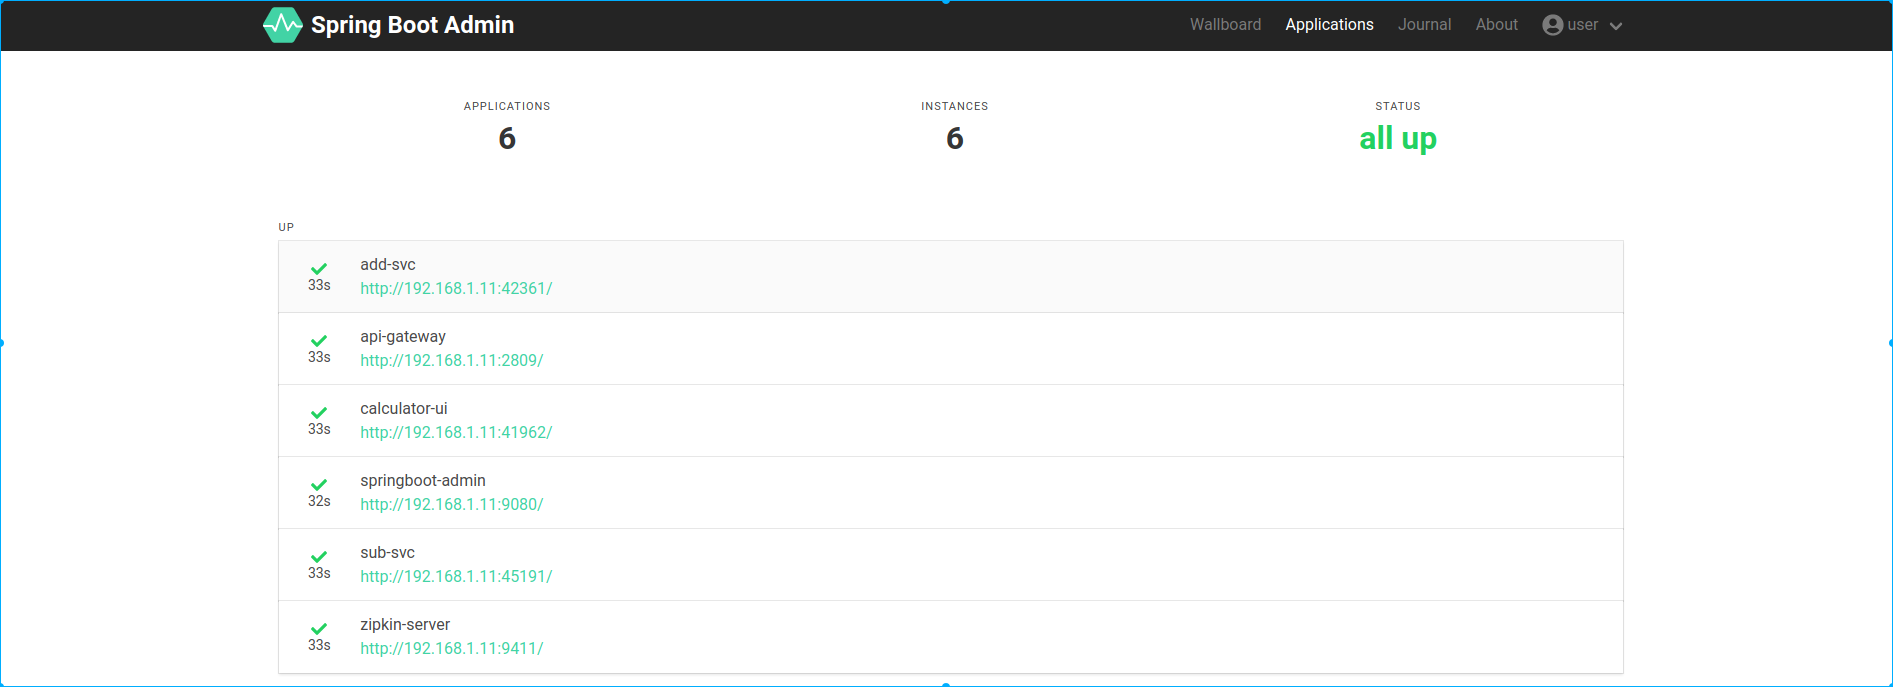 Spring Boot Admin
Wallboard Applications Journal About user
APPLICATIONS INSTANCES STATUS
6 6 all up
UP
add-svc
33s
http://192.168.1.11:42361/
api-gateway
33s
http://192.168.1.11:2809/
calculator-ui
33s
http://192.168.1.11:41962/
springboot-admin
32s
http://192.168.1.11:9080/
sub-svc
33s
http://192.168.1.11:45191/
zipkin-server
33s
http://192.168.1.11:9411/